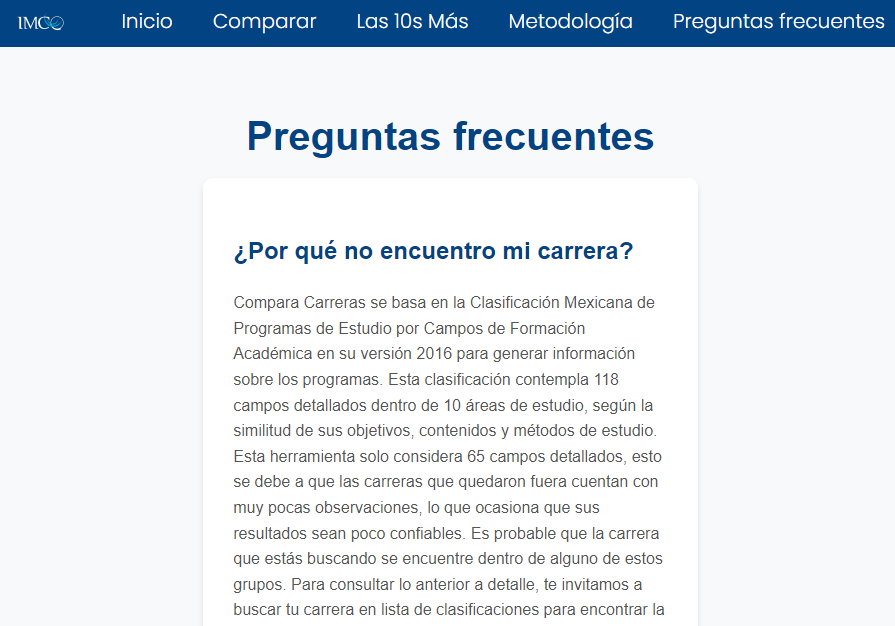 IMCO Inicio Comparar Las 10s Más Metodología Preguntas frecuentes
Preguntas frecuentes
¿Por qué no encuentro mi carrera?
Compara Carreras se basa en la Clasificación Mexicana de
Programas de Estudio por Campos de Formación
Académica en su versión 2016 para generar información
sobre los programas. Esta clasificación contempla 118
campos detallados dentro de 10 áreas de estudio, según la
similitud de sus objetivos, contenidos y métodos de estudio.
Esta herramienta solo considera 65 campos detallados, esto
se debe a que las carreras que quedaron fuera cuentan con
muy pocas observaciones, lo que ocasiona que sus
resultados sean poco confiables. Es probable que la carrera
que estás buscando se encuentre dentro de alguno de estos
grupos. Para consultar lo anterior a detalle, te invitamos a
buscar tu carrera en lista de clasificaciones para encontrar la